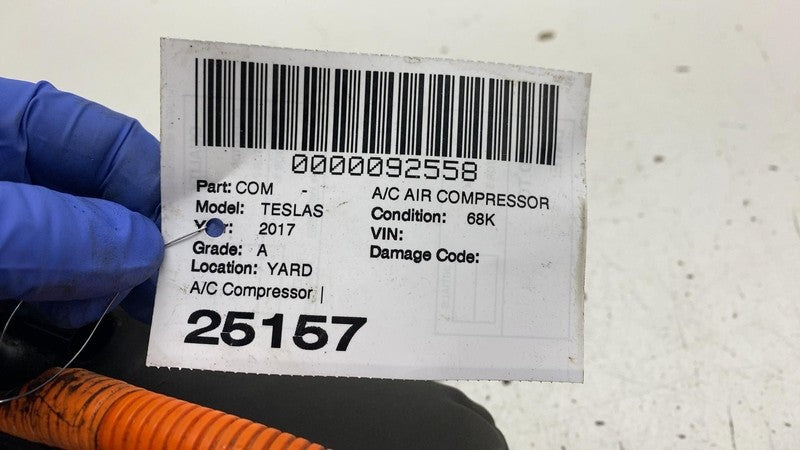 0000092558
Part: COM - A/C AIR COMPRESSOR
Model: TESLAS Condition: 68K
2017 VIN:
Grade: A Damage Code:
Location: YARD
A/C Compressor |
25157